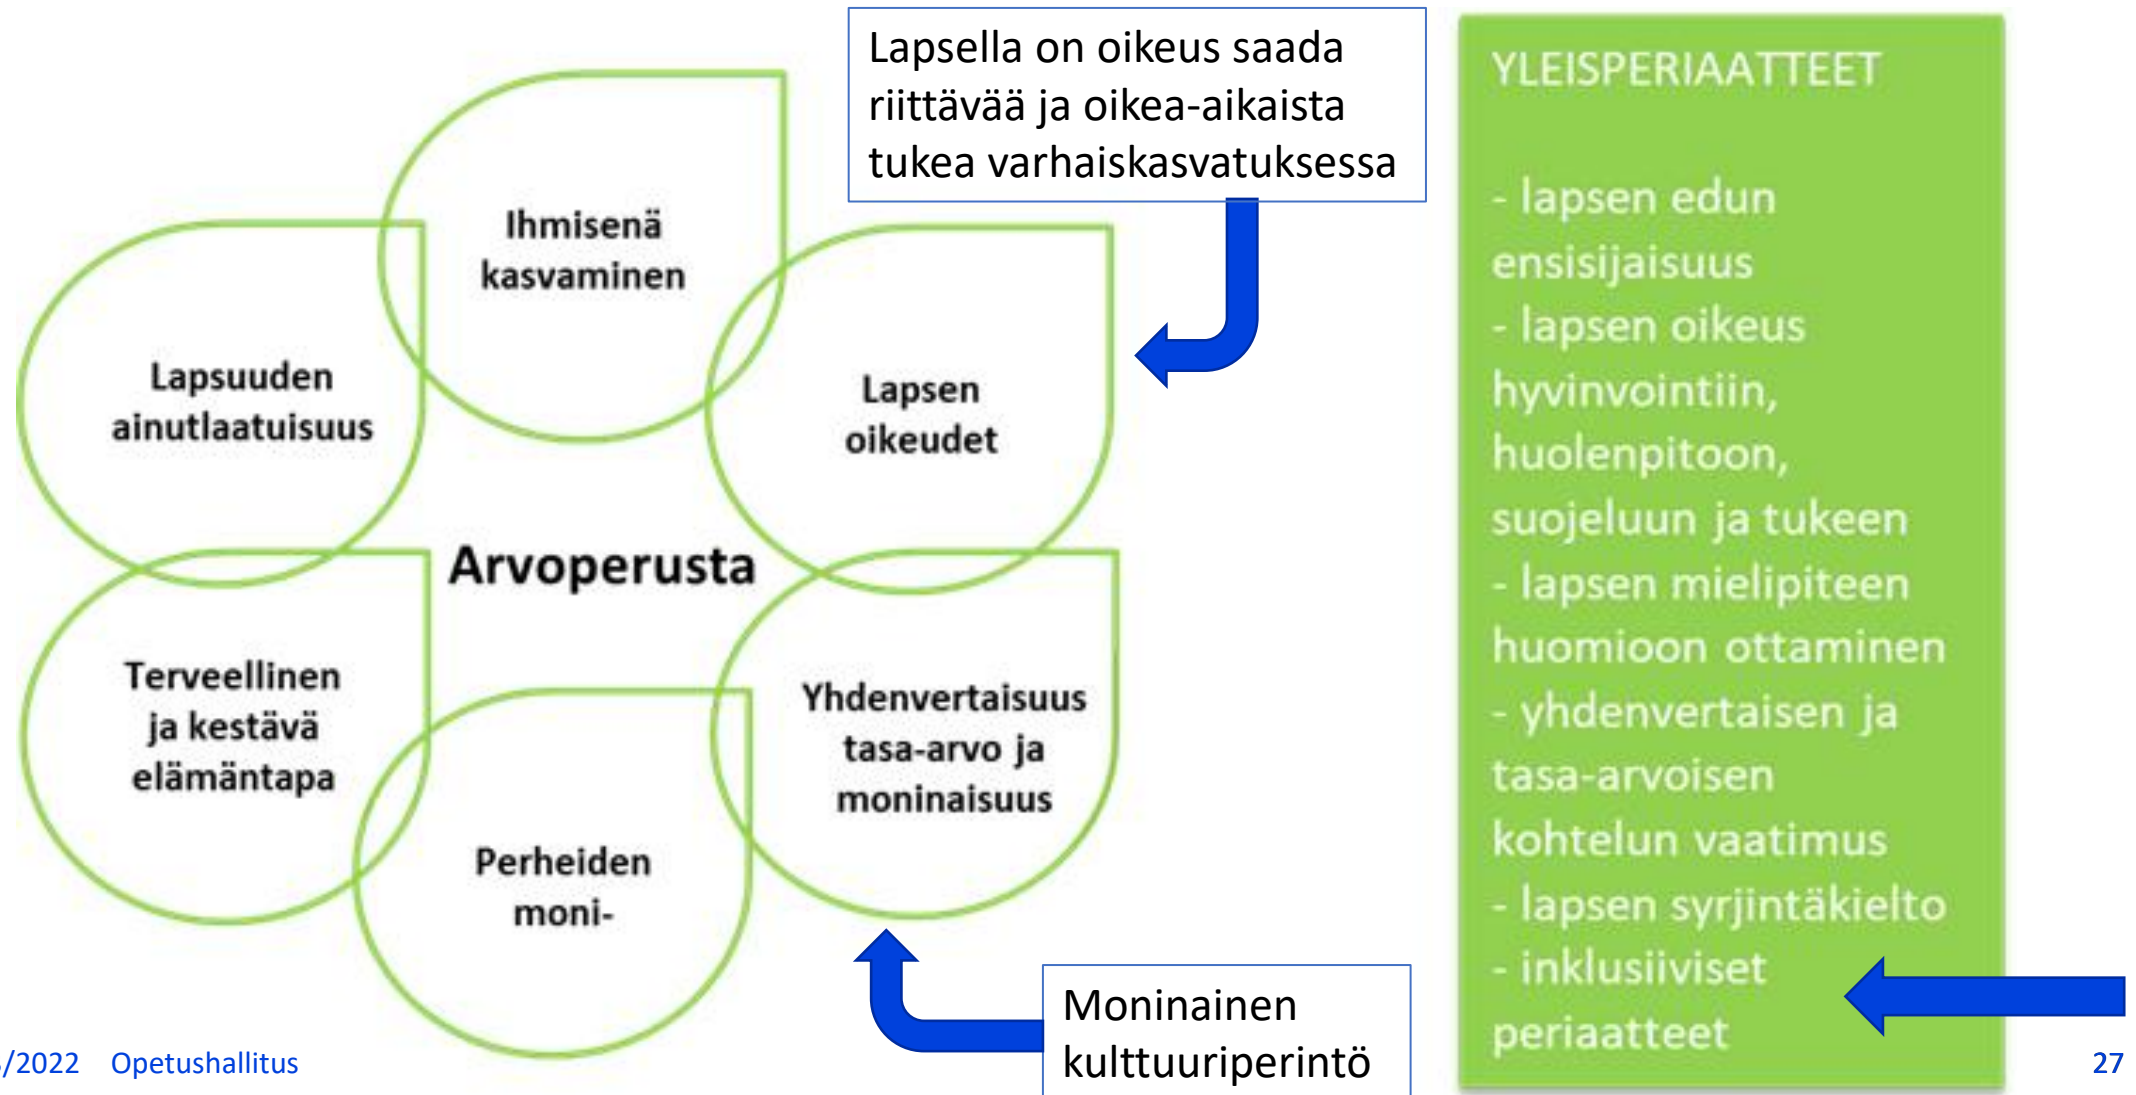 Lapsella on oikeus saada
riittävää ja oikea-aikaista
tukea varhaiskasvatuksessa
Ihmisenä
kasvaminen
Lapsuuden
ainutlaatuisuus
Lapsen
oikeudet
Arvoperusta
Terveellinen
ja kestävä
elämäntapa
Yhdenvertaisuus
tasa-arvo ja
moninaisuus
Perheiden
moni-
Moninainen
kulttuuriperintö
YLEISPERIAATTEET
- lapsen edun
ensisijaisuus
- lapsen oikeus
hyvinvointiin,
huolenpitoon,
suojeluun ja tukeen
- lapsen mielipiteen
huomioon ottaminen
- yhdenvertaisen ja
tasa-arvoisen
kohtelun vaatimus
- lapsen syrjintäkielto
- inklusiiviset
periaatteet
/2022 Opetushallitus
27